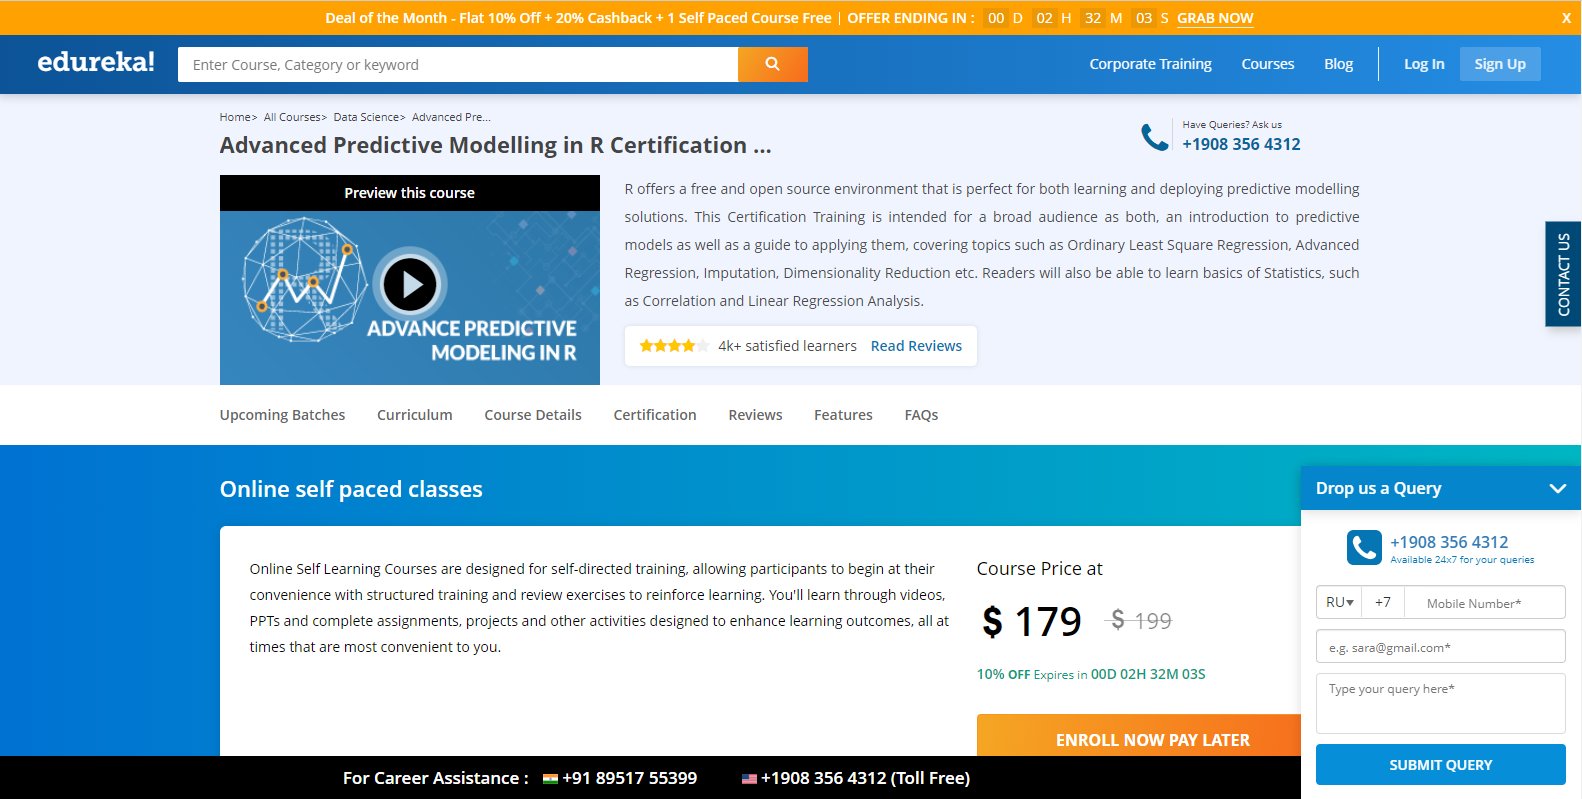 Deal of the Month - Flat 10% Off + 20% Cashback + 1 Self Paced Course Free | OFFER ENDING IN : 00 D 02 H 32 M 03 S GRAB NOW X
edureka!
Enter Course, Category or keyword
Corporate Training Courses Blog Log In Sign Up
Home> All Courses> Data Science> Advanced Pre...
Advanced Predictive Modelling in R Certification ...
Have Queries? Ask us
+1908 356 4312
Preview this course
ADVANCE PREDICTIVE
MODELING IN R
R offers a free and open source environment that is perfect for both learning and deploying predictive modelling
solutions. This Certification Training is intended for a broad audience as both, an introduction to predictive
models as well as a guide to applying them, covering topics such as Ordinary Least Square Regression, Advanced
Regression, Imputation, Dimensionality Reduction etc. Readers will also be able to learn basics of Statistics, such
as Correlation and Linear Regression Analysis.
4k+ satisfied learners Read Reviews
CONTACT US
Upcoming Batches Curriculum Course Details Certification Reviews Features FAQs
Online self paced classes
Online Self Learning Courses are designed for self-directed training, allowing participants to begin at their
convenience with structured training and review exercises to reinforce learning. You'll learn through videos,
PPTs and complete assignments, projects and other activities designed to enhance learning outcomes, all at
times that are most convenient to you.
Course Price at
$ 179 $ 199
10% OFF Expires in 00D 02H 32M 03S
ENROLL NOW PAY LATER
Drop us a Query
+1908 356 4312
Available 24x7 for your queries
RU▾ +7 Mobile Number*
e.g. sara@gmail.com*
Type your query here*
SUBMIT QUERY
For Career Assistance : +91 89517 55399 +1908 356 4312 (Toll Free)